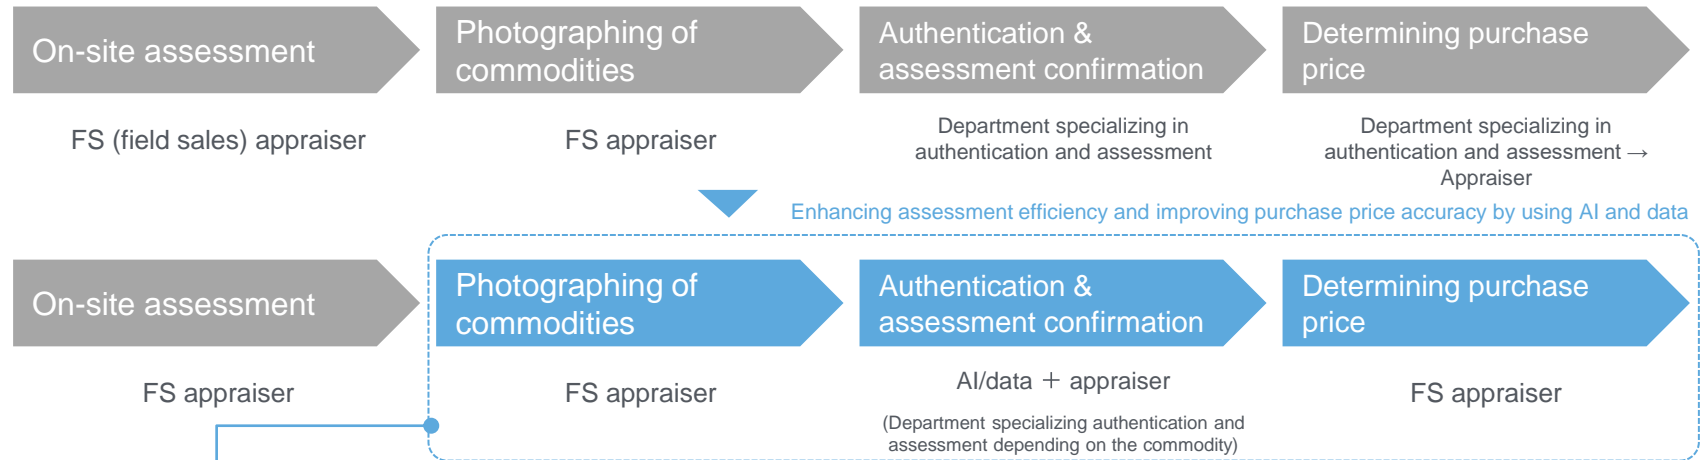 On-site assessment
Photographing of
commodities
Authentication &
assessment confirmation
Determining purchase
price
FS (field sales) appraiser
FS appraiser
Department specializing in
authentication and assessment
Department specializing in
authentication and assessment →
Appraiser
Enhancing assessment efficiency and improving purchase price accuracy by using AI and data
On-site assessment
Photographing of
commodities
Authentication &
assessment confirmation
Determining purchase
price
FS appraiser
FS appraiser
AI/data + appraiser
(Department specializing authentication and
assessment depending on the commodity)
FS appraiser